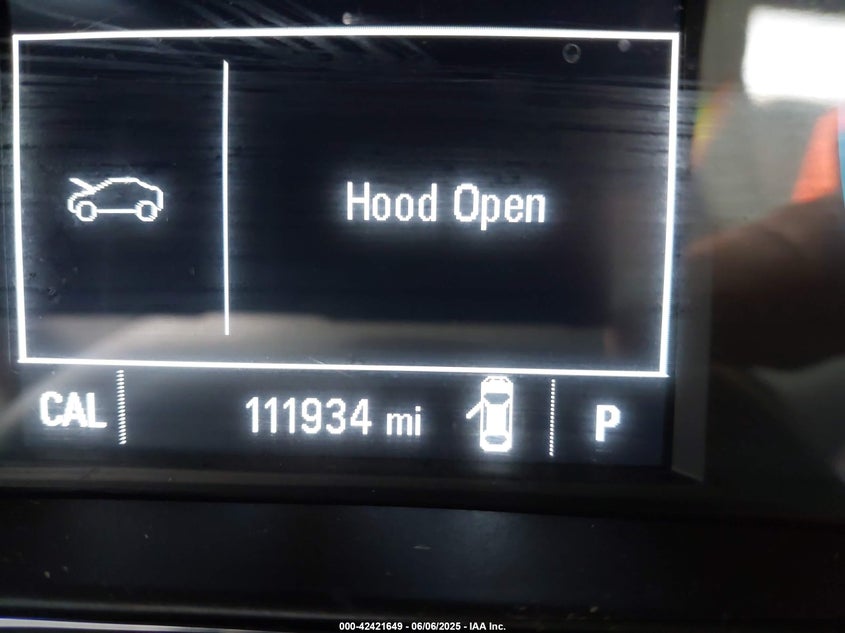 Hood Open
CAL 111934 mi P
000-42421649 - 06/06/2025 - IAA Inc.